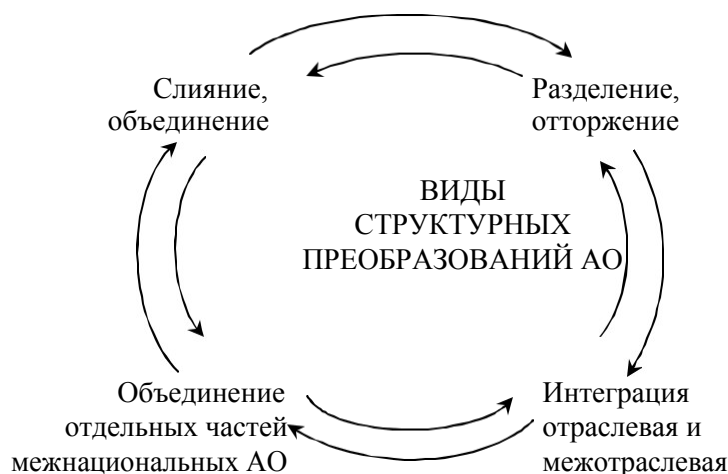 Слияние,
объединение
Разделение,
отторжение
ВИДЫ
СТРУКТУРНЫХ
ПРЕОБРАЗОВАНИЙ АО
Объединение
отдельных частей
межнациональных АО
Интеграция
отраслевая и
межотраслевая